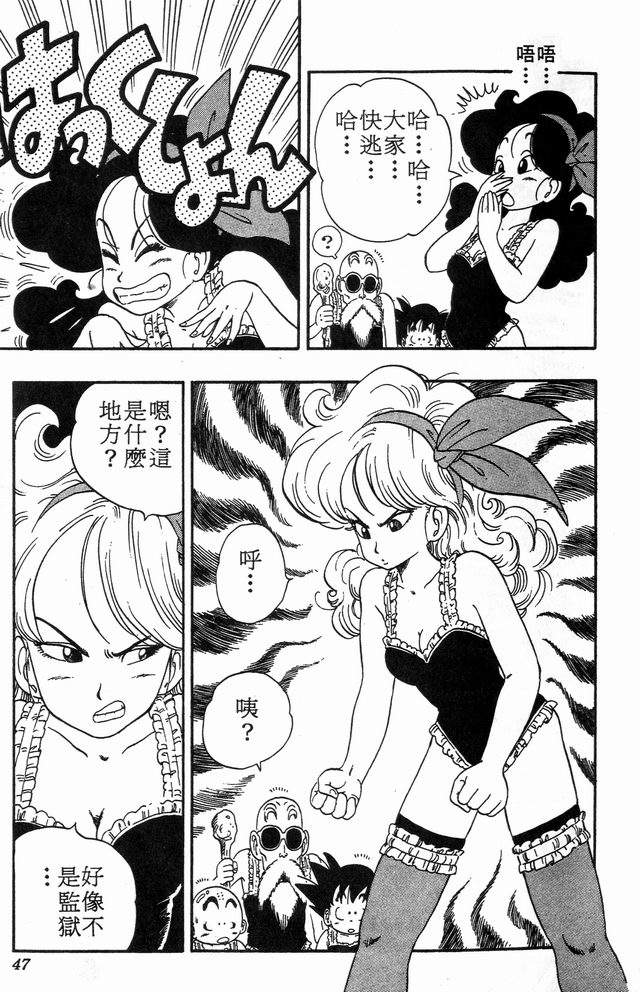 唔唔
……
哈…哈…
大家……
快逃……
哈……
？
はっくしょん
呼…
咦？
嗯？這
是什麼
地方？
好像不
是監獄
…
47